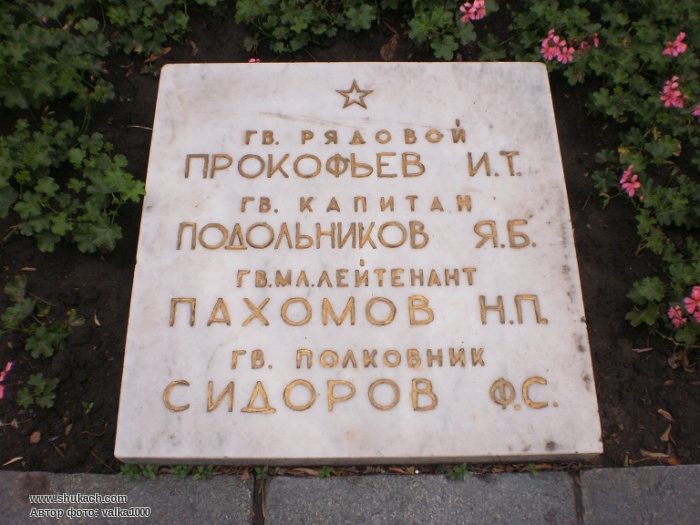 ГВ. РЯДОВОЙ
ПРОКОФЬЕВ И.Т.
ГВ. КАПИТАН
ПОДОЛЬНИКОВ Я.Б.
ГВ.МЛ.ЛЕЙТЕНАНТ
ПАХОМОВ Н.П.
ГВ. ПОЛКОВНИК
СИДОРОВ Ф.С.
www.shukach.com
Автор фото: valka1000